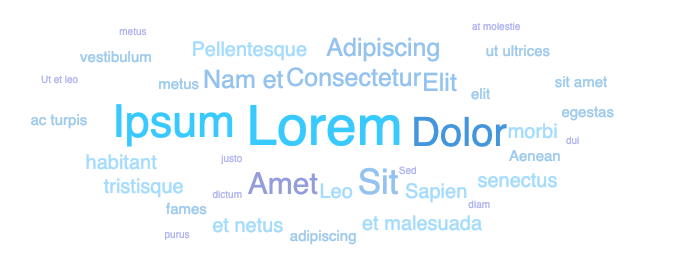 at molestie
metus
Pellentesque Adipiscing ut ultrices
vestibulum
Ut et leo metus Nam et Consectetur Elit sit amet
elit
ac turpis Ipsum Lorem Dolor morbi egestas
dui
habitant justo Aenean
tristisque dictum Amet Leo Sit Sed Sapien senectus
fames diam
purus et netus adipiscing et malesuada